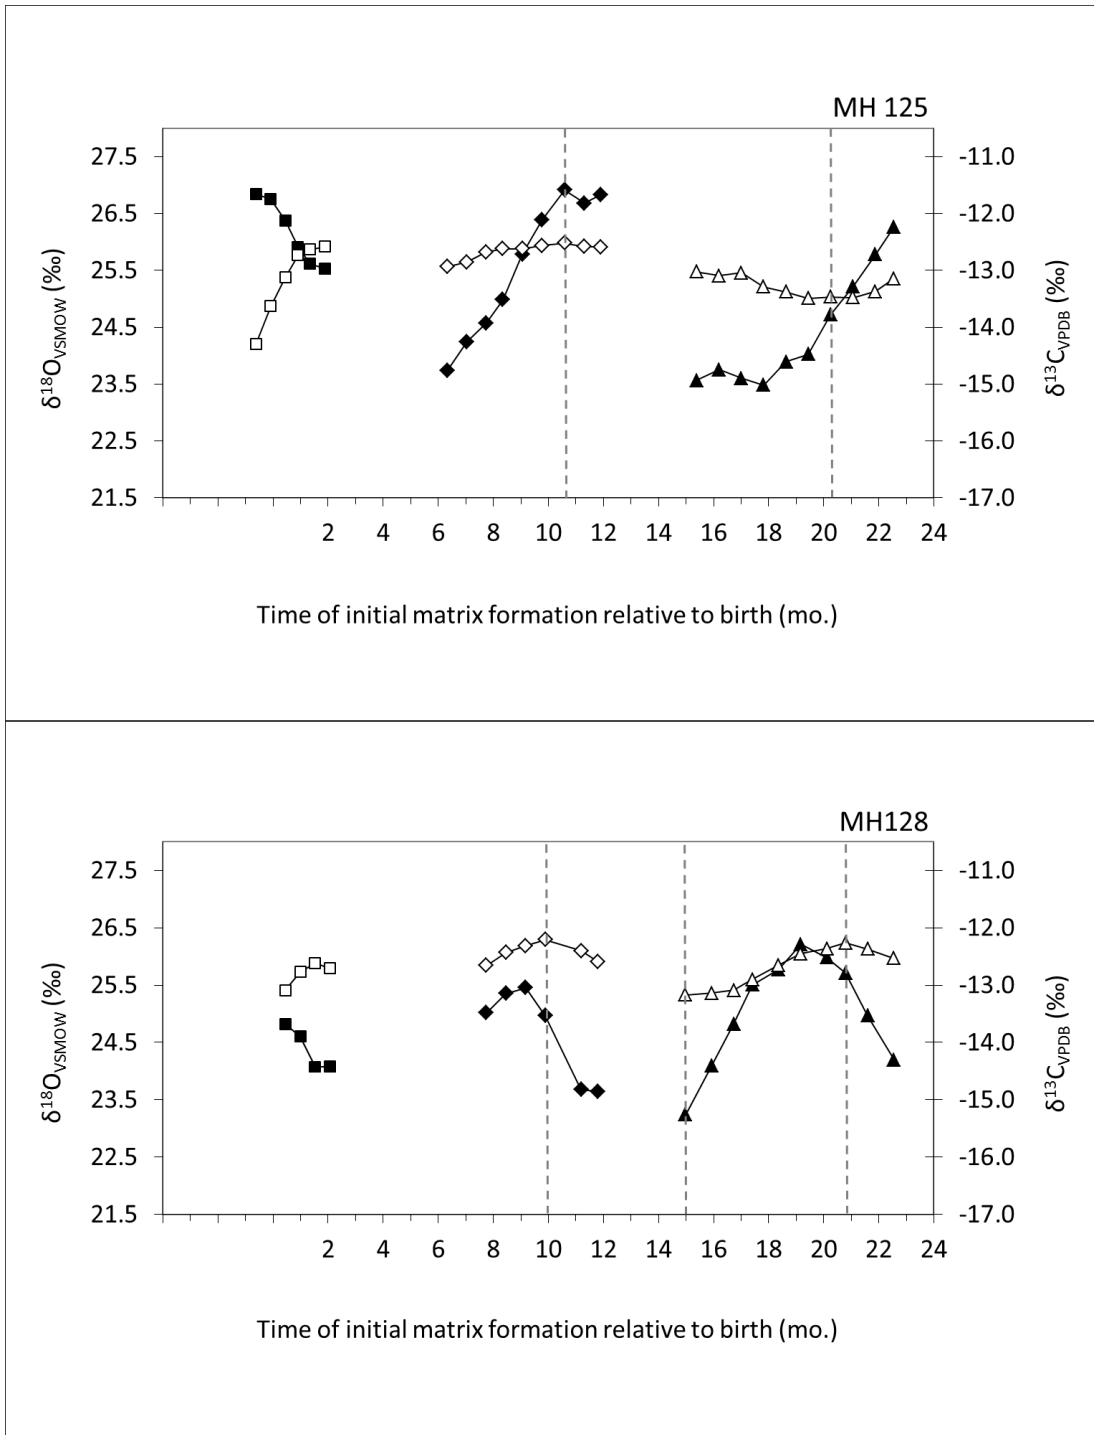 MH 125
27.5 -11.0
26.5 -12.0
25.5 -13.0
24.5 -14.0
23.5 -15.0
22.5 -16.0
21.5 -17.0
δ18OVSMOW (‰)
δ13CVPDB (‰)
2 4 6 8 10 12 14 16 18 20 22 24
Time of initial matrix formation relative to birth (mo.)
MH128
27.5 -11.0
26.5 -12.0
25.5 -13.0
24.5 -14.0
23.5 -15.0
22.5 -16.0
21.5 -17.0
δ18OVSMOW (‰)
δ13CVPDB (‰)
2 4 6 8 10 12 14 16 18 20 22 24
Time of initial matrix formation relative to birth (mo.)